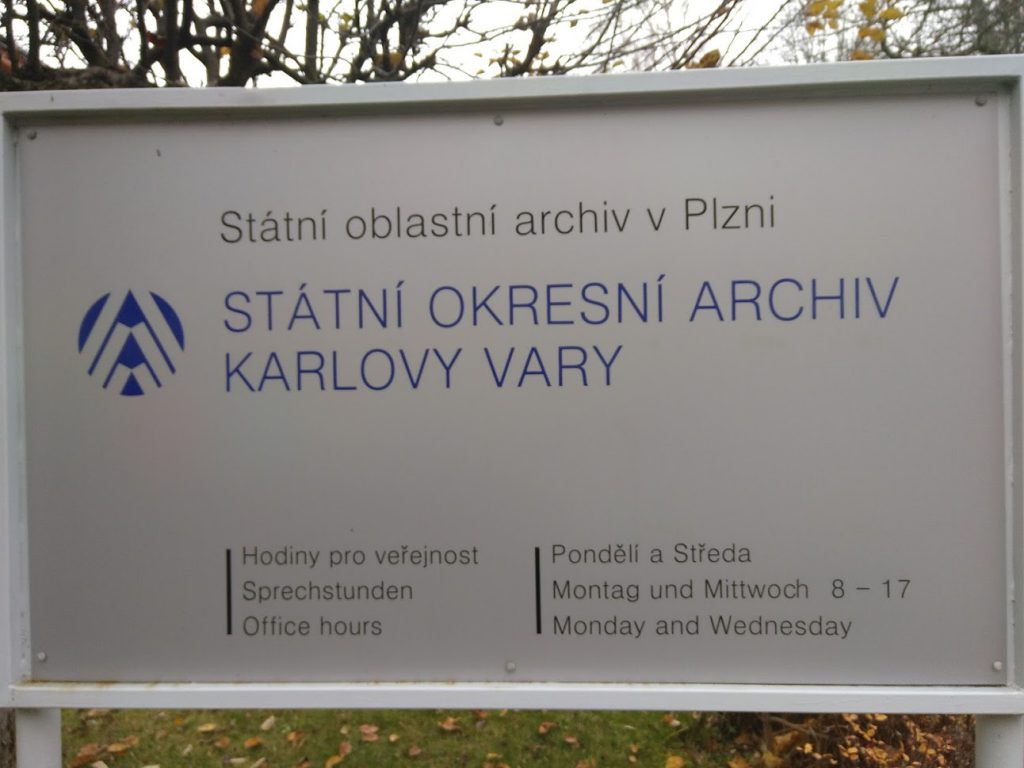 Státní oblastní archiv v Plzni
STÁTNÍ OKRESNÍ ARCHIV
KARLOVY VARY
Hodiny pro veřejnost
Sprechstunden
Office hours
Pondělí a Středa
Montag und Mittwoch 8 – 17
Monday and Wednesday